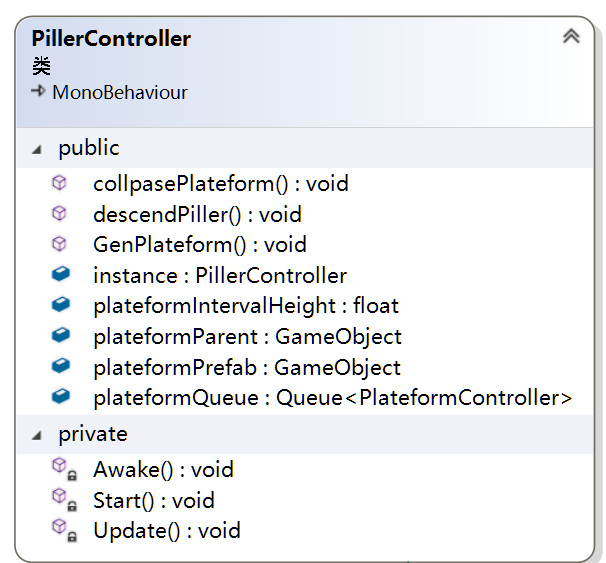 PillerController
类
MonoBehaviour
public
collpasePlateform() : void
descendPiller() : void
GenPlateform() : void
instance : PillerController
plateformIntervalHeight : float
plateformParent : GameObject
plateformPrefab : GameObject
plateformQueue : Queue<PlateformController>
private
Awake() : void
Start() : void
Update() : void